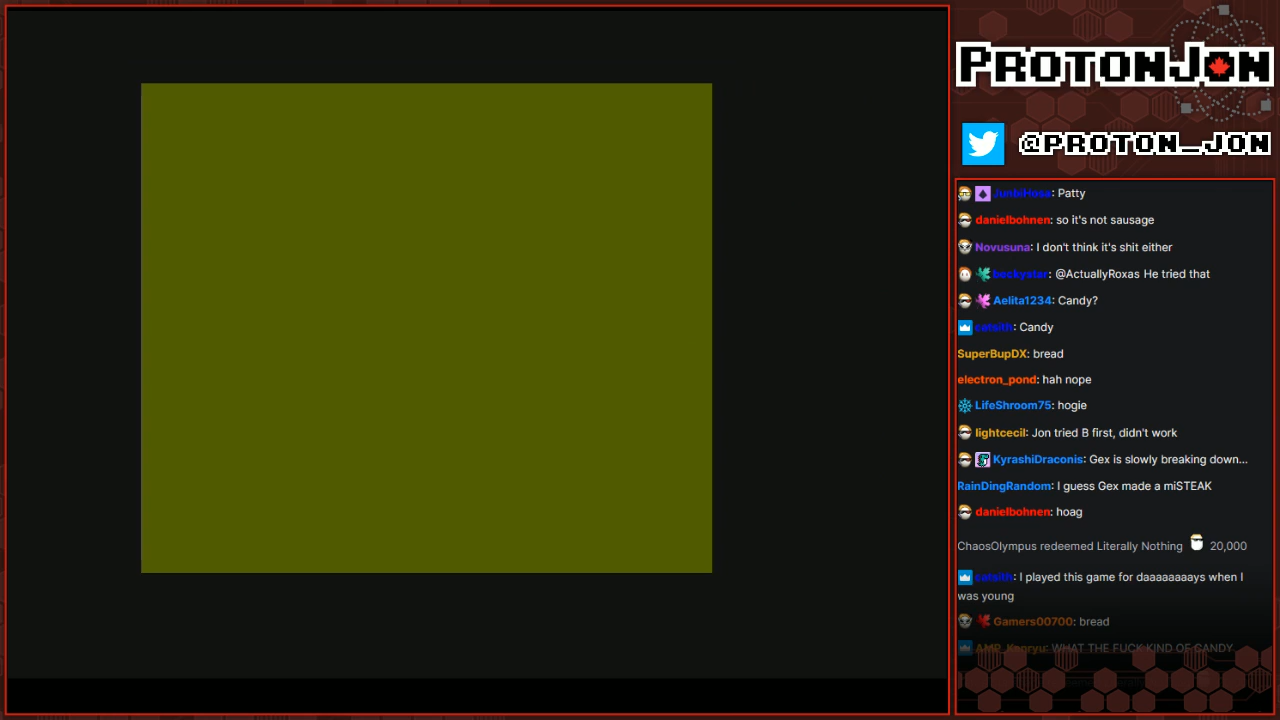 PROTONJON
@PROTON_JON
JunbiHosa: Patty
danielbohnen: so it's not sausage
Novusuna: I don't think it's shit either
bockystar: @ActuallyRoxas He tried that
Aelita1234: Candy?
catsith: Candy
SuperBupDX: bread
electron_pond: hah nope
LifeShroom75: hogie
lightcecil: Jon tried B first, didn't work
KyrashiDraconis: Gex is slowly breaking down...
RainDingRandom: I guess Gex made a miSTEAK
danielbohnen: hoag
ChaosOlympus redeemed Literally Nothing 20,000
catsith: I played this game for daaaaaaaays when I
was young
Gamers00700: bread
WHAT THE FUCK KIND OF CANDY